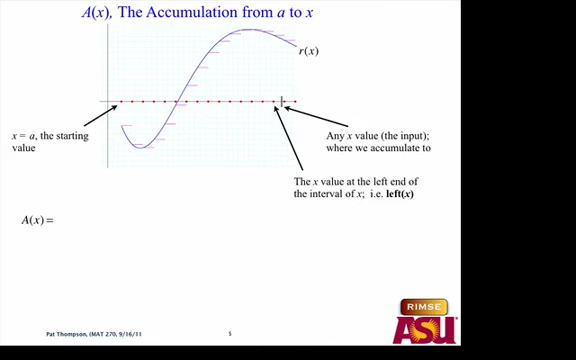 A(x), The Accumulation from a to x
r(x)
x = a, the starting
value
Any x value (the input);
where we accumulate to
The x value at the left end of
the interval of x; i.e. left(x)
A(x) =
RIMSE
ASU
Pat Thompson, (MAT 270, 9/16/11
5